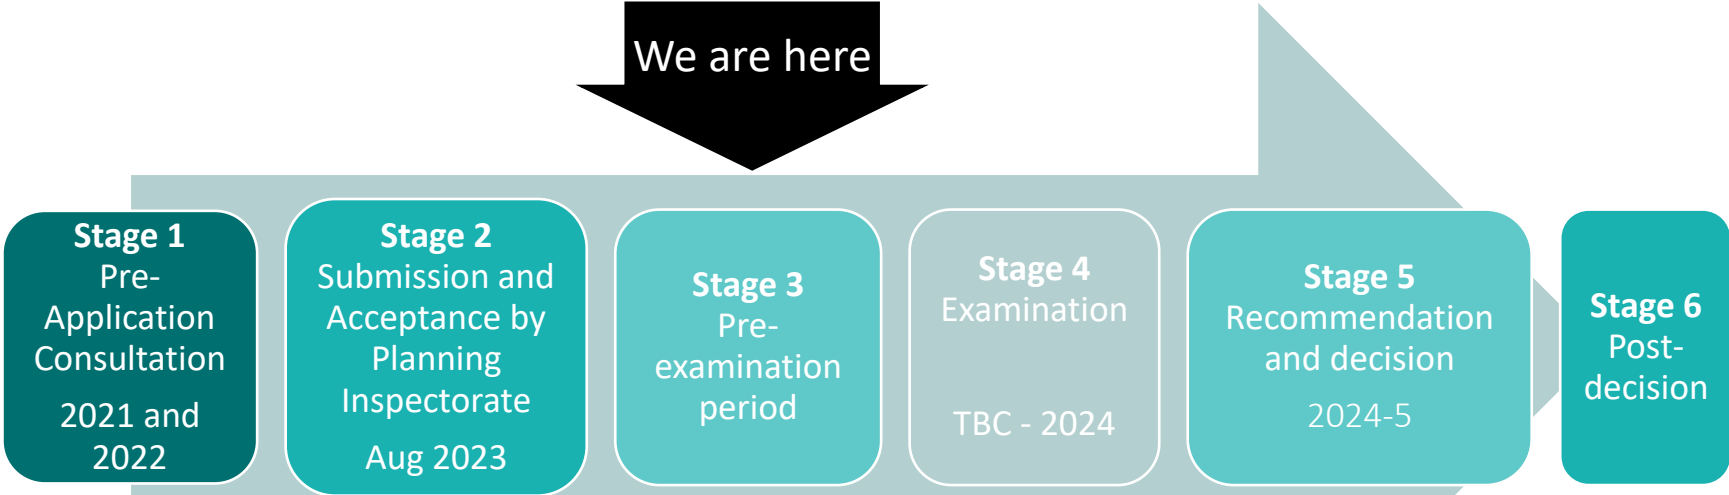 We are here
Stage 1
Pre-
Application
Consultation
2021 and
2022
Stage 2
Submission and
Acceptance by
Planning
Inspectorate
Aug 2023
Stage 3
Pre-
examination
period
Stage 4
Examination
TBC - 2024
Stage 5
Recommendation
and decision
2024-5
Stage 6
Post-
decision